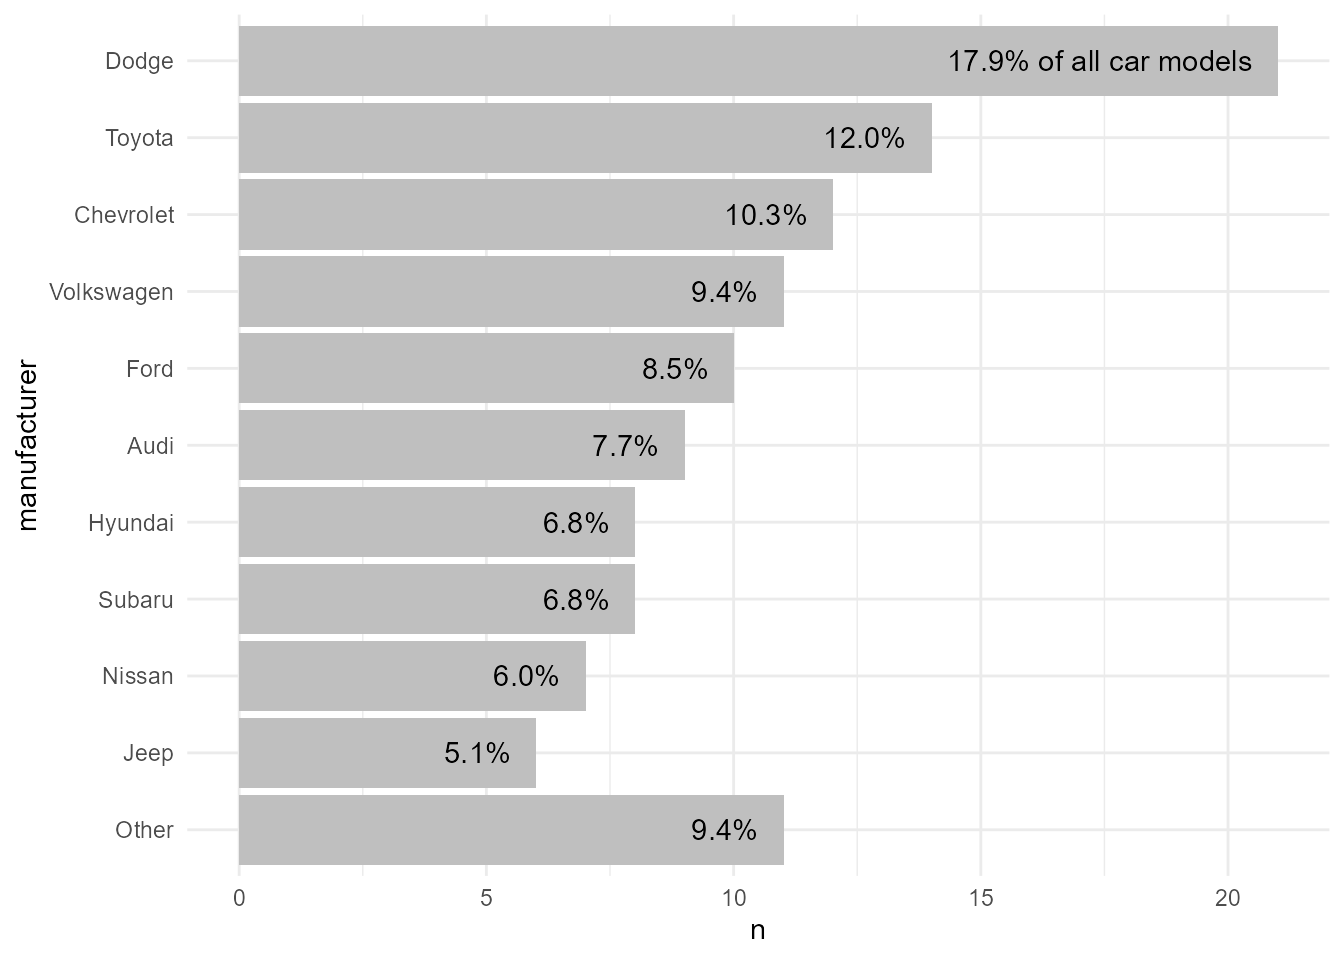 Dodge 17.9% of all car models
Toyota 12.0%
Chevrolet 10.3%
Volkswagen 9.4%
Ford 8.5%
Audi 7.7%
Hyundai 6.8%
Subaru 6.8%
Nissan 6.0%
Jeep 5.1%
Other 9.4%
0 5 10 15 20
n
manufacturer